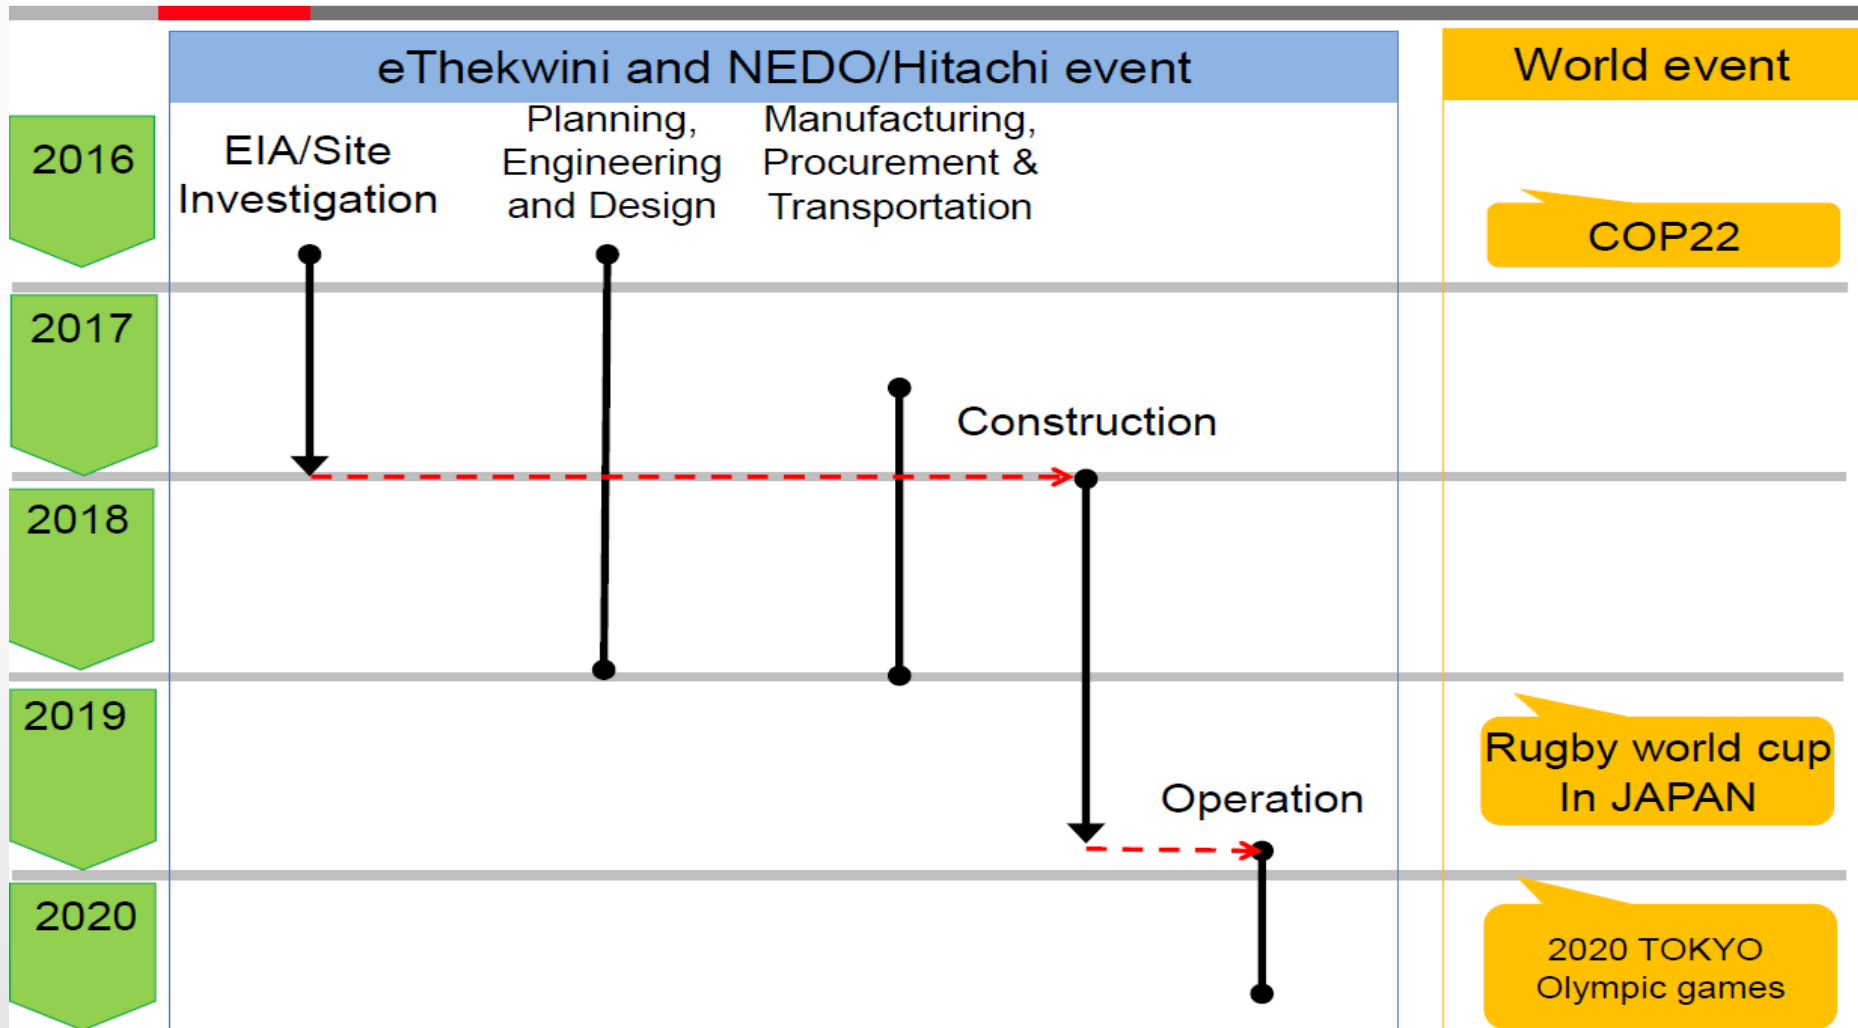 eThekwini and NEDO/Hitachi event
World event
2016
EIA/Site
Investigation
Planning,
Engineering
and Design
Manufacturing,
Procurement &
Transportation
COP22
2017
Construction
2018
2019
Rugby world cup
In JAPAN
Operation
2020
2020 TOKYO
Olympic games